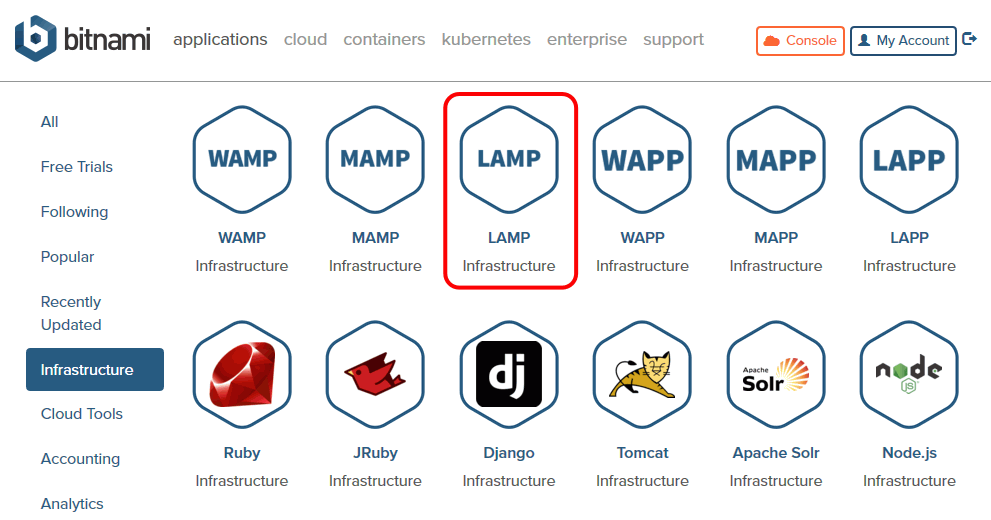 bitnami applications cloud containers kubernetes enterprise support Console My Account
All
Free Trials
Following
Popular
Recently
Updated
Infrastructure
Cloud Tools
Accounting
Analytics
WAMP MAMP LAMP WAPP MAPP LAPP
WAMP MAMP LAMP WAPP MAPP LAPP
Infrastructure Infrastructure Infrastructure Infrastructure Infrastructure Infrastructure
dj Apache Solr node JS
Ruby JRuby Django Tomcat Apache Solr Node.js
Infrastructure Infrastructure Infrastructure Infrastructure Infrastructure Infrastructure